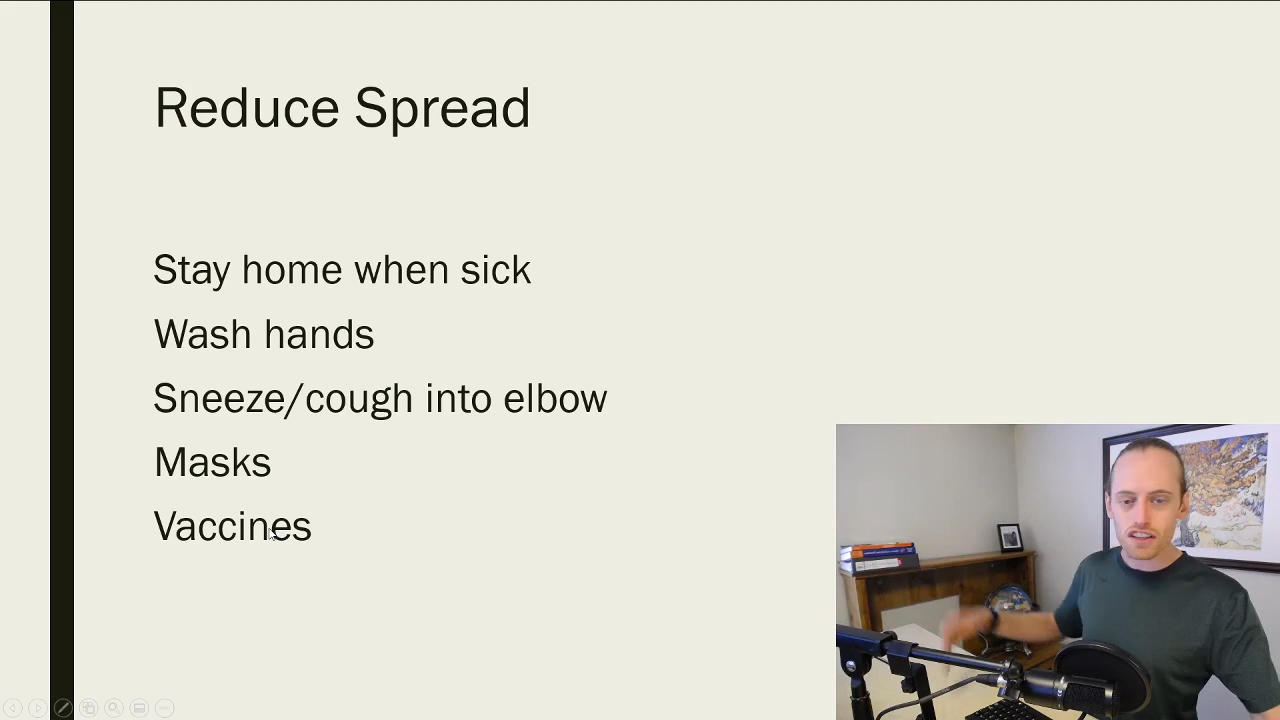 Reduce Spread
Stay home when sick
Wash hands
Sneeze/cough into elbow
Masks
Vaccines